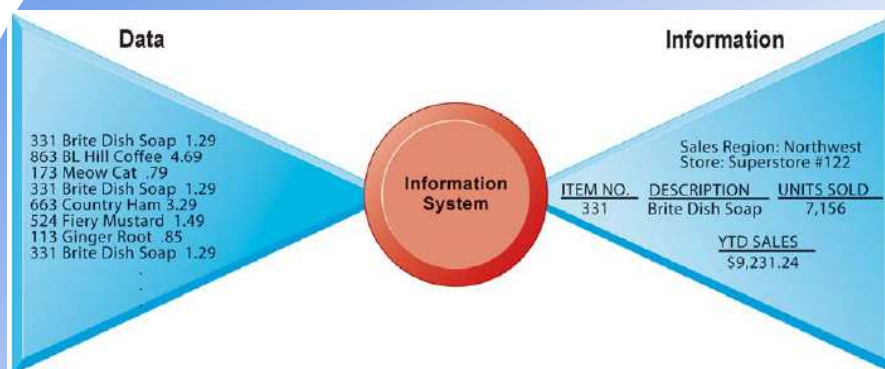 Data
331 Brite Dish Soap 1.29
863 BL Hill Coffee 4.69
173 Meow Cat .79
331 Brite Dish Soap 1.29
663 Country Ham 3.29
524 Fiery Mustard 1.49
113 Ginger Root .85
331 Brite Dish Soap 1.29
.
.
.
Information
System
Information
Sales Region: Northwest
Store: Superstore #122
ITEM NO. DESCRIPTION UNITS SOLD
331 Brite Dish Soap 7,156
YTD SALES
$9,231.24